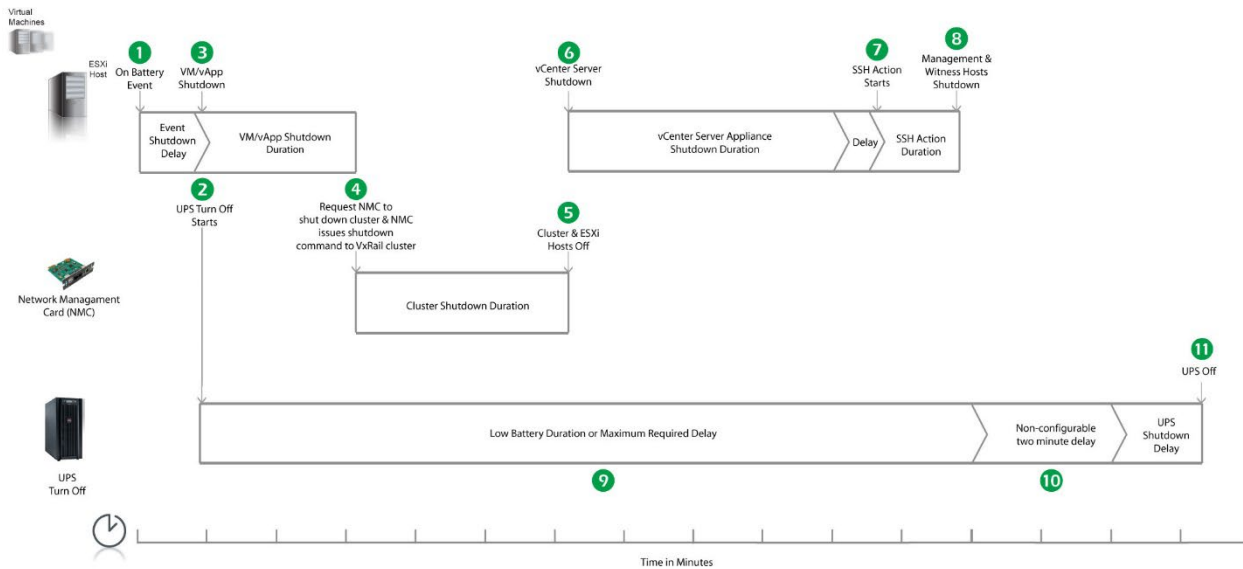 Virtual
Machines
ESXi
Host
1
On Battery
Event
3
VM/vApp
Shutdown
6
vCenter Server
Shutdown
7
SSH Action
Starts
8
Management &
Witness Hosts
Shutdown
Event
Shutdown
Delay
VM/vApp Shutdown
Duration
vCenter Server Appliance
Shutdown Duration
Delay
SSH Action
Duration
2
UPS Turn Off
Starts
4
Request NMC to
shut down cluster & NMC
issues shutdown
command to VxRail cluster
5
Cluster & ESXi
Hosts Off
Network Managament
Card (NMC)
Cluster Shutdown Duration
11
UPS Off
Low Battery Duration or Maximum Required Delay
Non-configurable
two minute delay
UPS
Shutdown
Delay
UPS
Turn Off
9
10
Time in Minutes